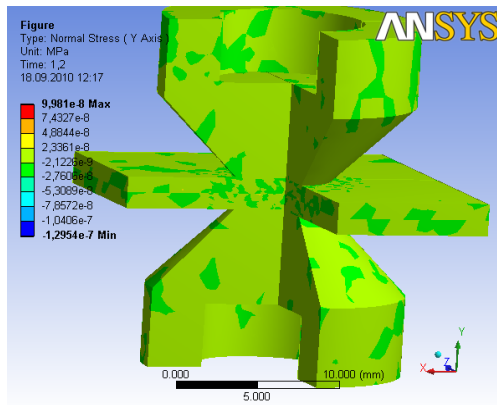 Figure
Type: Normal Stress ( Y Axis )
Unit: MPa
Time: 1,2
18.09.2010 12:17
ANSYS
9,981e-8 Max
7,4327e-8
4,8844e-8
2,3361e-8
-2,1226e-9
-2,7606e-8
-5,3089e-8
-7,8572e-8
-1,0406e-7
-1,2954e-7 Min
0.000
10.000 (mm)
5.000
Y
X
Z